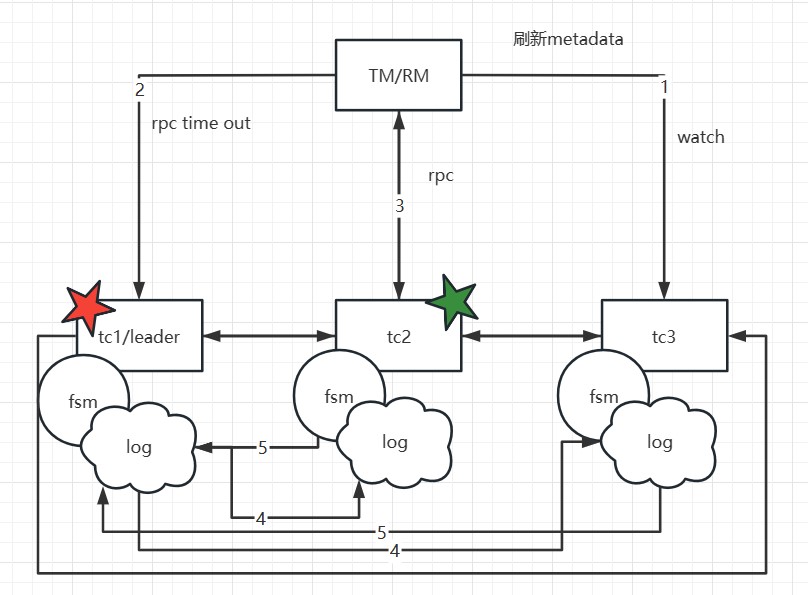 刷新metadata
TM/RM
2
1
rpc time out
watch
rpc
3
tc1/leader
tc2
tc3
fsm
fsm
fsm
log
log
log
5
4
5
4